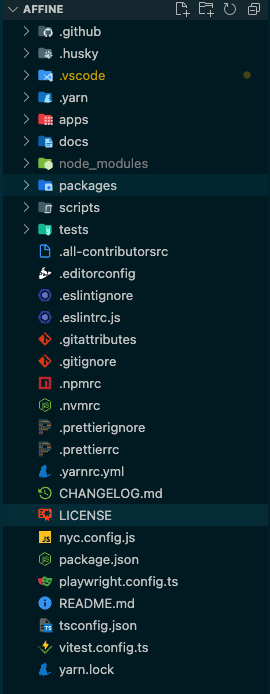 AFFINE
.github
.husky
.vscode
.yarn
apps
docs
node_modules
packages
scripts
tests
.all-contributorsrc
.editorconfig
.eslintignore
.eslintrc.js
.gitattributes
.gitignore
.npmrc
.nvmrc
.prettierignore
.prettierrc
.yarnrc.yml
CHANGELOG.md
LICENSE
JS nyc.config.js
package.json
playwright.config.ts
README.md
TS tsconfig.json
vitest.config.ts
yarn.lock